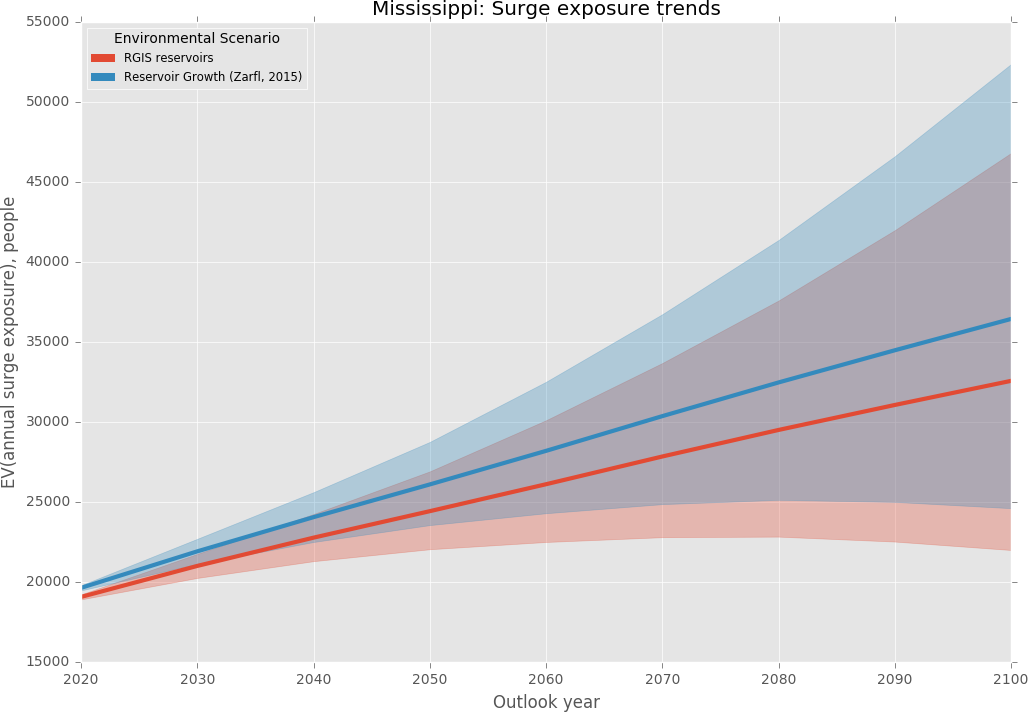 Mississippi: Surge exposure trends
55000
50000
45000
40000
35000
30000
25000
20000
15000
EV(annual surge exposure), people
Environmental Scenario
RGIS reservoirs
Reservoir Growth (Zarfl, 2015)
2020 2030 2040 2050 2060 2070 2080 2090 2100
Outlook year